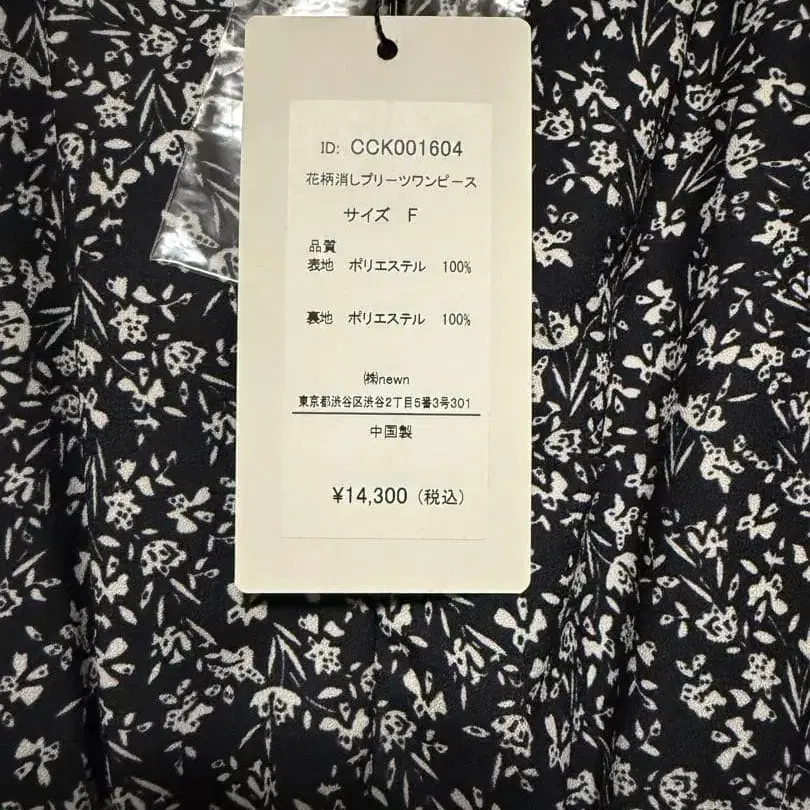 ID: CCK001604
花柄消しプリーツワンピース
サイズ F
品質
表地 ポリエステル 100%
裏地 ポリエステル 100%
㈱newn
東京都渋谷区渋谷2丁目5番3号301
中国製
¥14,300（税込）